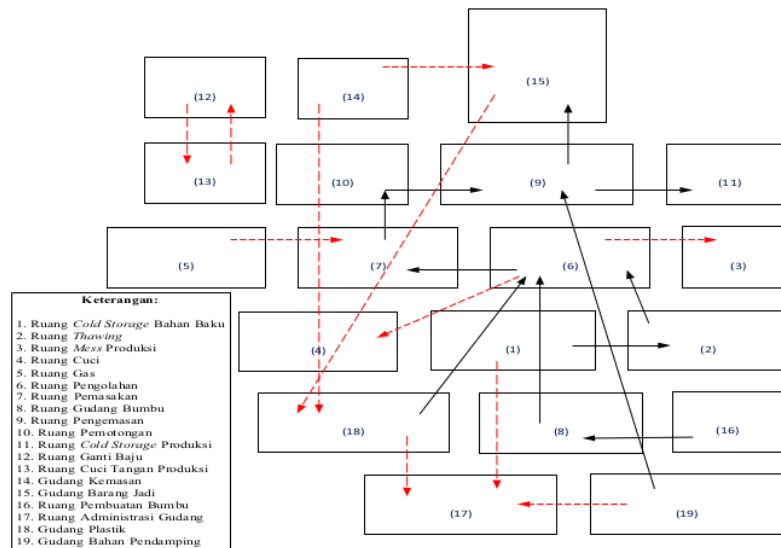 (15)
(12)
(14)
(13)
(10)
(9)
(11)
(5)
(7)
(6)
(3)
Keterangan:
1. Ruang Cold Storage Bahan Baku
2. Ruang Thawing
3. Ruang Mess Produksi
4. Ruang Cuci
5. Ruang Gas
6. Ruang Pengolahan
7. Ruang Pemasakan
8. Ruang Gudang Bumbu
9. Ruang Pengemasan
10. Ruang Pemotongan
11. Ruang Cold Storage Produksi
12. Ruang Ganti Baju
13. Ruang Cuci Tangan Produksi
14. Gudang Kemasan
15. Gudang Barang Jadi
16. Ruang Pembuatan Bumbu
17. Ruang Administrasi Gudang
18. Gudang Plastik
19. Gudang Bahan Pendamping
(4)
(1)
(2)
(18)
(8)
(16)
(17)
(19)